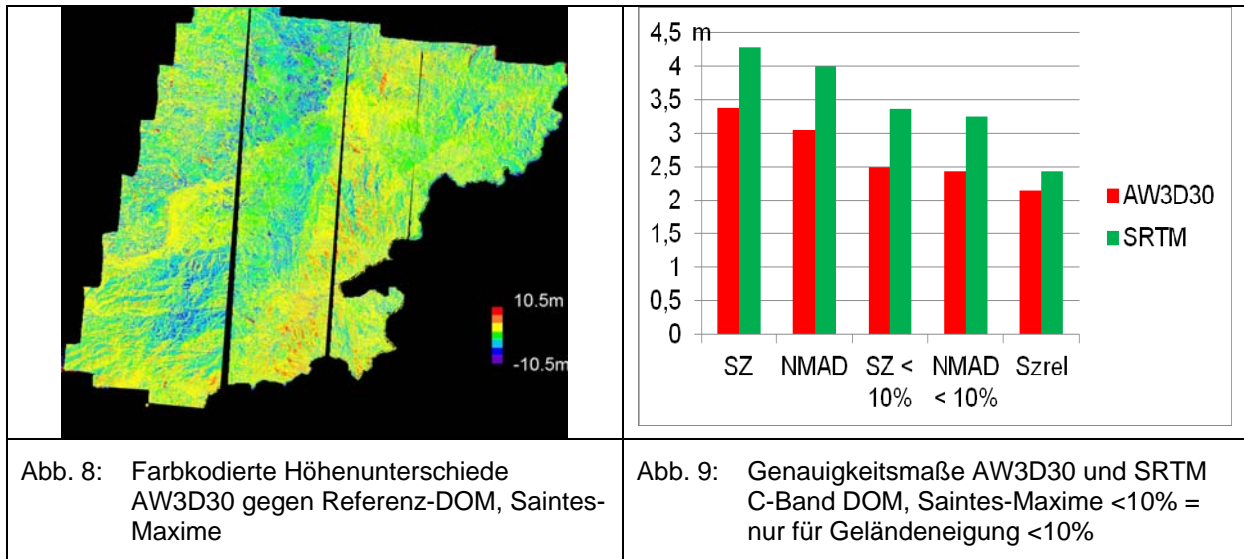 10.5m
-10.5m
4,5 m
4
3,5
3
2,5
2
1,5
1
0,5
0
SZ NMAD SZ < NMAD Szrel
10% < 10%
AW3D30
SRTM
Abb. 8: Farbkodierte Höhenunterschiede
AW3D30 gegen Referenz-DOM, Saintes-
Maxime
Abb. 9: Genauigkeitsmaße AW3D30 und SRTM
C-Band DOM, Saintes-Maxime <10% =
nur für Geländeneigung <10%